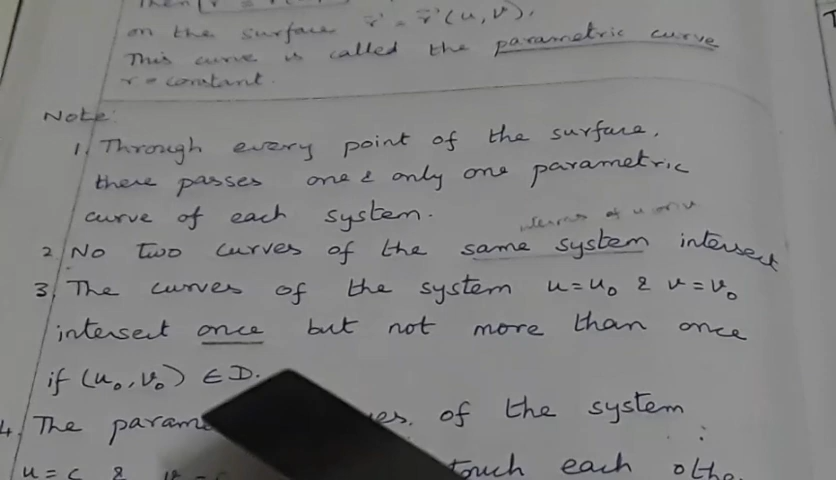 on the surface r̄ = r̄(u,v).
This curve is called the parametric curve
v = constant.
Note:
1, Through every point of the surface,
there passes one & only one parametric
curve of each system.
2, No two curves of the same system intersect
3, The curves of the system u=u₀ & v=v₀
intersect once but not more than once
if (u₀, v₀) ∈ D.
4, The of the system
u = c & touch each